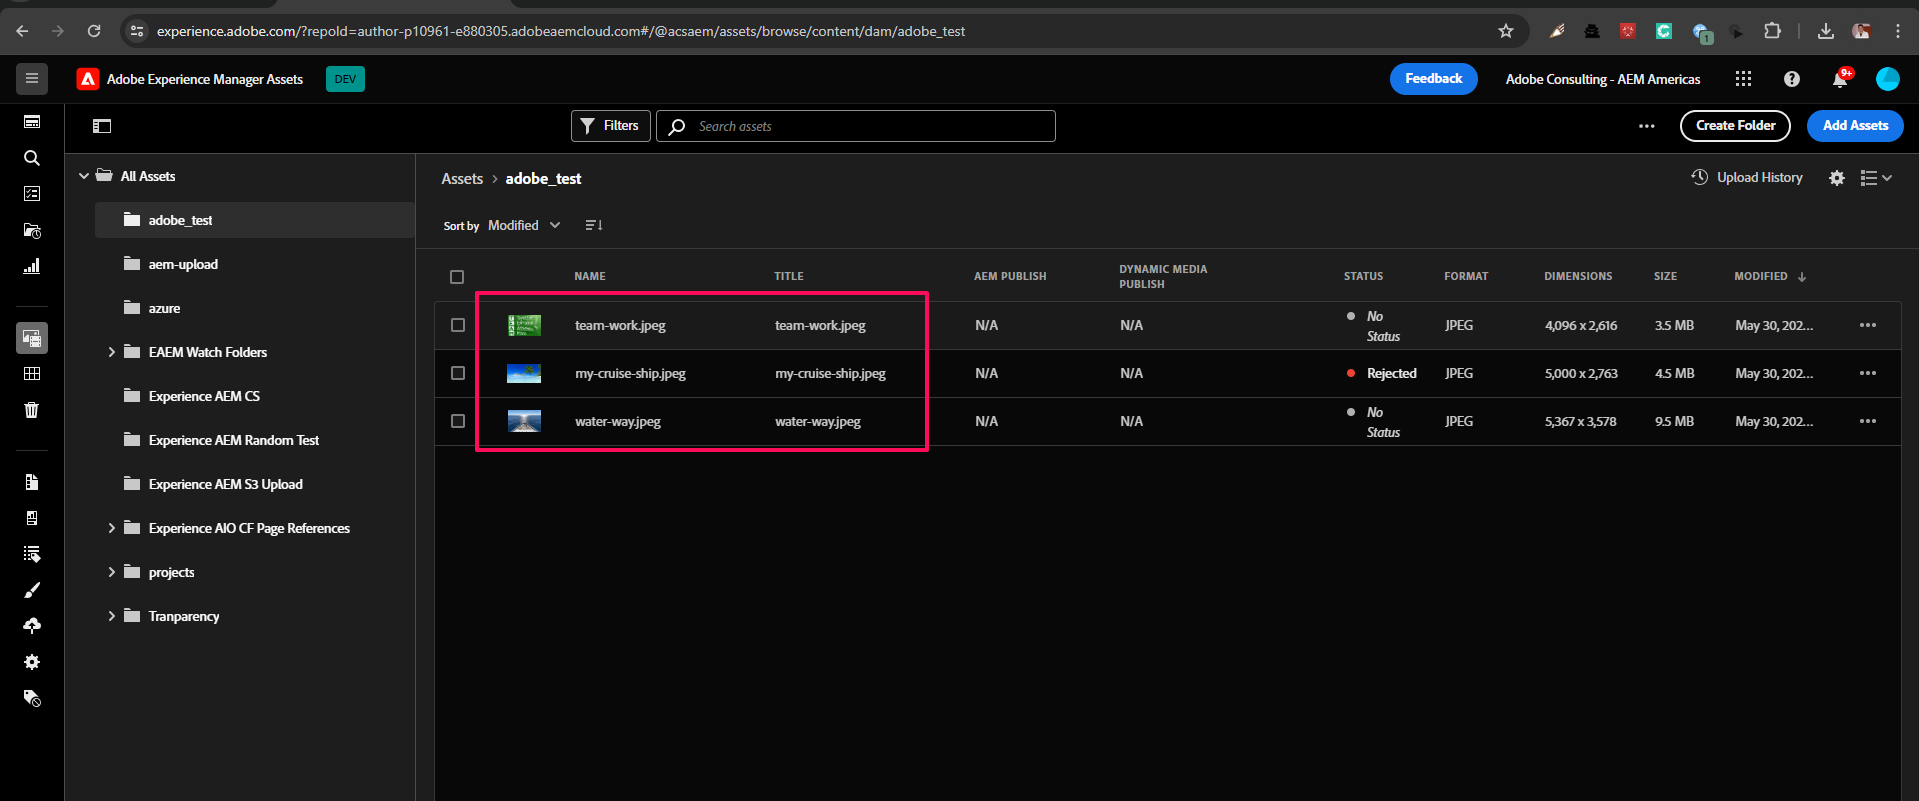 experience.adobe.com/?repoId=author-p10961-e880305.adobeaemcloud.com#/@acsaem/assets/browse/content/dam/adobe_test
1
Adobe Experience Manager Assets
DEV
Feedback
Adobe Consulting - AEM Americas
9+
Filters
Search assets
Create Folder
Add Assets
All Assets
adobe_test
aem-upload
azure
EAEM Watch Folders
Experience AEM CS
Experience AEM Random Test
Experience AEM S3 Upload
Experience AIO CF Page References
projects
Tranparency
Assets > adobe_test
Upload History
Sort by Modified
NAME TITLE AEM PUBLISH DYNAMIC MEDIA PUBLISH STATUS FORMAT DIMENSIONS SIZE MODIFIED
team-work.jpeg team-work.jpeg N/A N/A No Status JPEG 4,096 x 2,616 3.5 MB May 30, 202...
my-cruise-ship.jpeg my-cruise-ship.jpeg N/A N/A Rejected JPEG 5,000 x 2,763 4.5 MB May 30, 202...
water-way.jpeg water-way.jpeg N/A N/A No Status JPEG 5,367 x 3,578 9.5 MB May 30, 202...